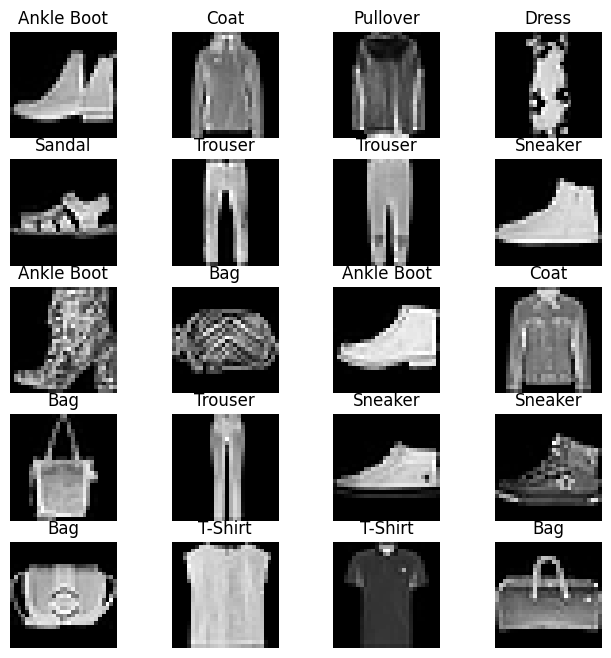 Ankle Boot Coat Pullover Dress
Sandal Trouser Trouser Sneaker
Ankle Boot Bag Ankle Boot Coat
Bag Trouser Sneaker Sneaker
Bag T-Shirt T-Shirt Bag